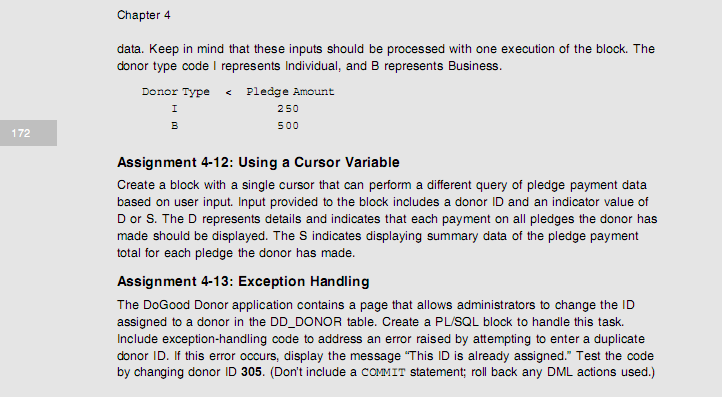 Chapter 4
data. Keep in mind that these inputs should be processed with one execution of the block. The
donor type code I represents Individual, and B represents Business.
Donor Type < Pledge Amount
I 250
B 500
172
Assignment 4-12: Using a Cursor Variable
Create a block with a single cursor that can perform a different query of pledge payment data
based on user input. Input provided to the block includes a donor ID and an indicator value of
D or S. The D represents details and indicates that each payment on all pledges the donor has
made should be displayed. The S indicates displaying summary data of the pledge payment
total for each pledge the donor has made.
Assignment 4-13: Exception Handling
The DoGood Donor application contains a page that allows administrators to change the ID
assigned to a donor in the DD_DONOR table. Create a PL/SQL block to handle this task.
Include exception-handling code to address an error raised by attempting to enter a duplicate
donor ID. If this error occurs, display the message “This ID is already assigned.” Test the code
by changing donor ID 305. (Don't include a COMMIT statement; roll back any DML actions used.)